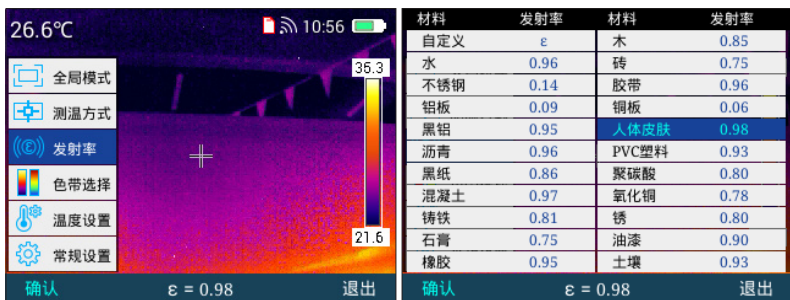 26.6℃
10:56
全局模式
测温方式
((ε)) 发射率
色带选择
温度设置
常规设置
35.3
21.6
确认 ε = 0.98 退出
材料 发射率 材料 发射率
自定义 ε 木 0.85
水 0.96 砖 0.75
不锈钢 0.14 胶带 0.96
铝板 0.09 铜板 0.06
黑铝 0.95 人体皮肤 0.98
沥青 0.96 PVC塑料 0.93
黑纸 0.86 聚碳酸 0.80
混凝土 0.97 氧化铜 0.78
铸铁 0.81 锈 0.80
石膏 0.75 油漆 0.90
橡胶 0.95 土壤 0.93
确认 ε = 0.98 退出